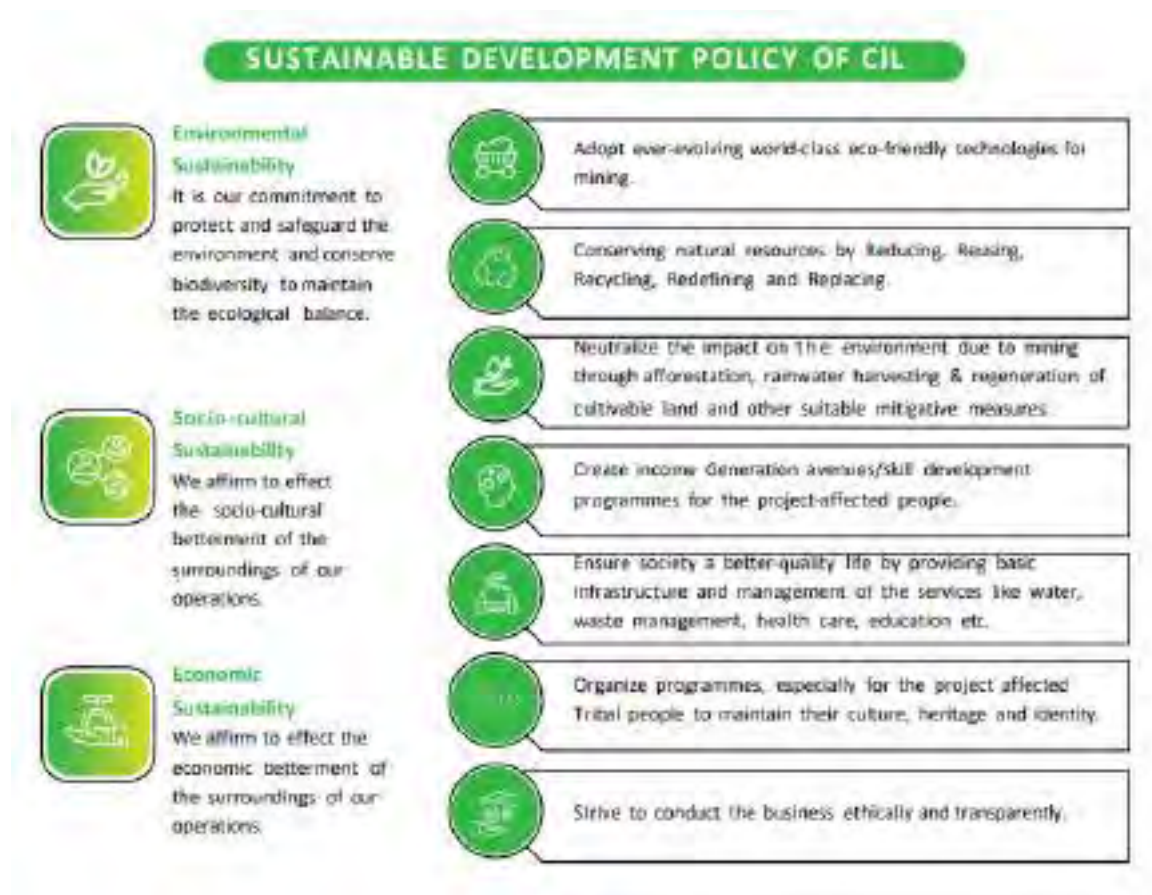 SUSTAINABLE DEVELOPMENT POLICY OF CIL
Environmental
Sustainability
It is our commitment to
protect and safeguard the
environment and conserve
biodiversity to maintain
the ecological balance.
Socio-cultural
Sustainability
We affirm to effect
the socio-cultural
betterment of the
surroundings of our
operations.
Economic
Sustainability
We affirm to effect the
economic betterment of
the surroundings of our
operations.
Adopt ever-evolving world-class eco-friendly technologies for
mining.
Conserving natural resources by Reducing, Reusing,
Recycling, Redefining and Replacing.
Neutralize the impact on the environment due to mining
through afforestation, rainwater harvesting & regeneration of
cultivable land and other suitable mitigative measures.
Create income Generation avenues/skill development
programmes for the project-affected people.
Ensure society a better-quality life by providing basic
infrastructure and management of the services like water,
waste management, health care, education etc.
Organize programmes, especially for the project affected
Tribal people to maintain their culture, heritage and identity.
Strive to conduct the business ethically and transparently.